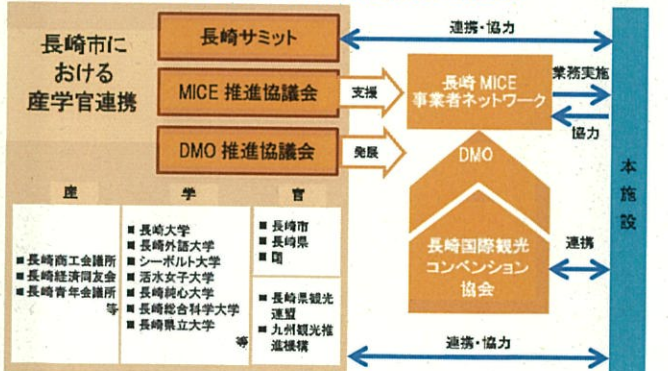 長崎市に
おける
産学官連携
長崎サミット
MICE 推進協議会
DMO 推進協議会
支援
発展
連携・協力
長崎 MICE
事業者ネットワーク
業務実施
協力
DMO
長崎国際観光
コンベンション
協会
連携
連携・協力
本施設
産
■ 長崎商工会議所
■ 長崎経済同友会
■ 長崎青年会議所
等
学
■ 長崎大学
■ 長崎外語大学
■ シーボルト大学
■ 活水女子大学
■ 長崎純心大学
■ 長崎総合科学大学
■ 長崎県立大学
等
官
■ 長崎市
■ 長崎県
■ 国
■ 長崎県観光
連盟
■ 九州観光推
進機構